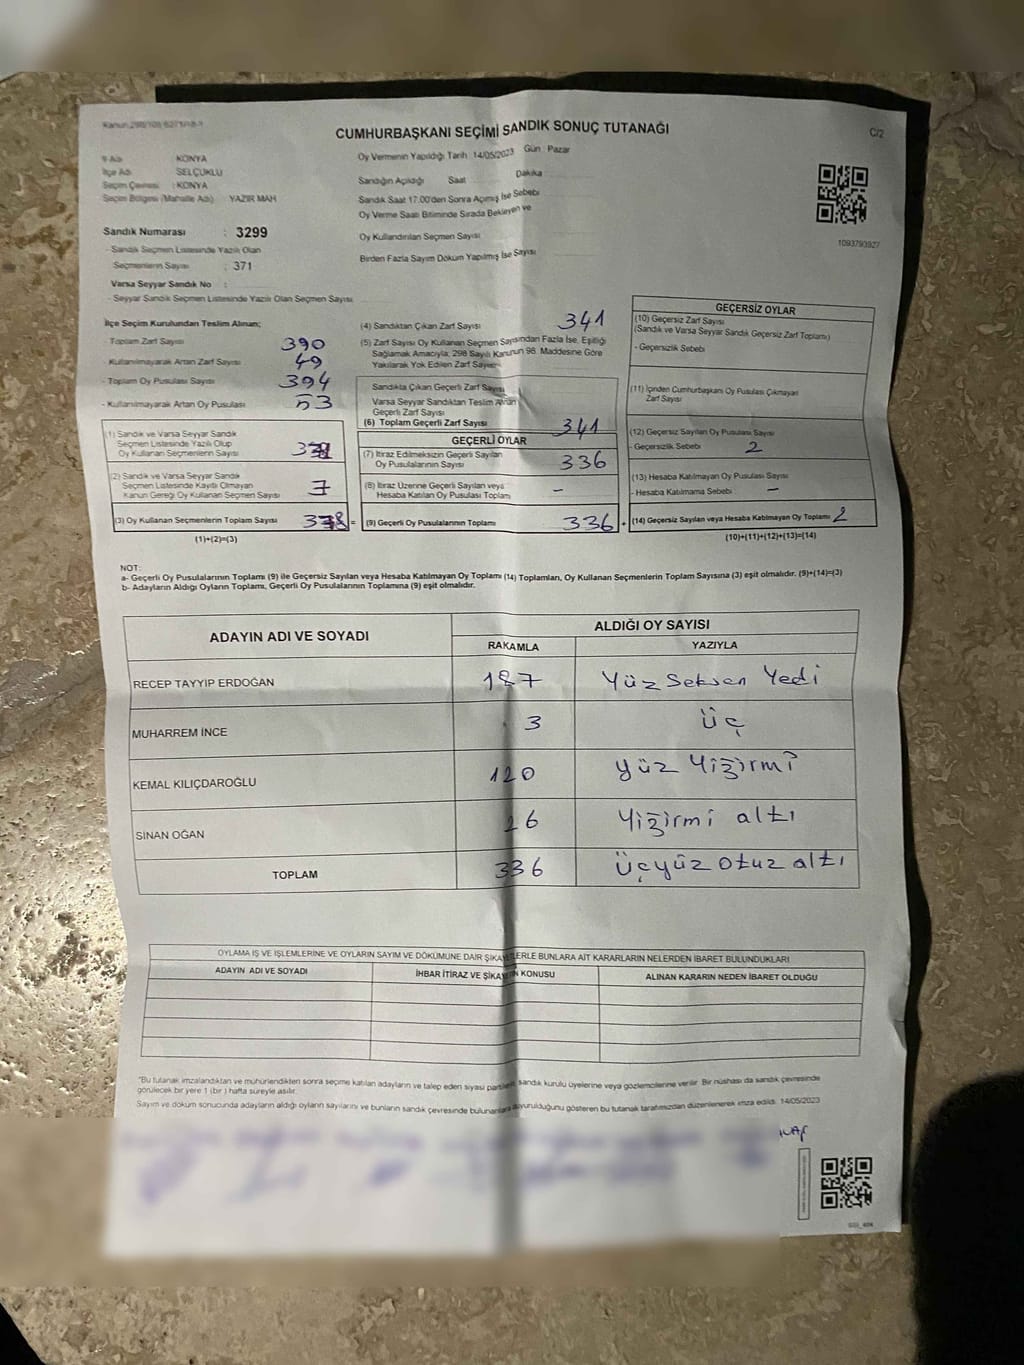 CUMHURBAŞKANI SEÇİMİ SANDIK SONUÇ TUTANAĞI
C/2
İli Adı KONYA
İlçe Adı SELÇUKLU
Seçim Çevresi : KONYA
Seçim Bölgesi (Mahalle Adı) YAZIR MAH
Sandık Numarası : 3299
- Sandık Seçmen Listesinde Yazılı Olan
Seçmenlerin Sayısı : 371
Varsa Seyyar Sandık No :
- Seyyar Sandık Seçmen Listesinde Yazılı Olan Seçmen Sayısı
Oy Vermenin Yapıldığı Tarih 14/05/2023 Gün : Pazar
Sandığın Açıldığı Saat Dakika
Sandık Saat 17.00'den Sonra Açımış İse Sebebi
Oy Verme Saati Bitiminde Sırada Bekleyen ve
Oy Kullandırılan Seçmen Sayısı
Birden Fazla Sayım Döküm Yapılmış İse Sayısı
1093793927
İlçe Seçim Kurulundan Teslim Alınan;
- Toplam Zarf Sayısı 390
- Kullanılmayarak Artan Zarf Sayısı 49
- Toplam Oy Pusulası Sayısı 394
- Kullanılmayarak Artan Oy Pusulası 53
(1) Sandık ve Varsa Seyyar Sandık
Seçmen Listesinde Yazılı Olup
Oy Kullanan Seçmenlerin Sayısı
(2) Sandık ve Varsa Seyyar Sandık
Seçmen Listesinde Kayıtlı Olmayan
Kanun Gereği Oy Kullanan Seçmen Sayısı 7
(3) Oy Kullanan Seçmenlerin Toplam Sayısı =
(1)+(2)=(3)
(4) Sandıktan Çıkan Zarf Sayısı 341
(5) Zarf Sayısı Oy Kullanan Seçmen Sayısından Fazla İse, Eşitliği
Sağlamak Amacıyla; 298 Sayılı Kanunun 98. Maddesine Göre
Yakılarak Yok Edilen Zarf Sayısı
Sandıkta Çıkan Geçerli Zarf Sayısı
Varsa Seyyar Sandıktan Teslim Alınan
Geçerli Zarf Sayısı
(6) Toplam Geçerli Zarf Sayısı 341
GEÇERLİ OYLAR
(7) İtiraz Edilmeksizin Geçerli Sayılan
Oy Pusulalarının Sayısı 336
(8) İtiraz Üzerine Geçerli Sayılan veya
Hesaba Katılan Oy Pusulası Toplam -
(9) Geçerli Oy Pusulalarının Toplamı 336 +
GEÇERSİZ OYLAR
(10) Geçersiz Zarf Sayısı
(Sandık ve Varsa Seyyar Sandık Geçersiz Zarf Toplamı)
- Geçersizlik Sebebi
(11) İçinden Cumhurbaşkanı Oy Pusulası Çıkmayan
Zarf Sayısı
(12) Geçersiz Sayılan Oy Pusulası Sayısı
- Geçersizlik Sebebi 2
(13) Hesaba Katılmayan Oy Pusulası Sayısı
- Hesaba Katılmama Sebebi -
(14) Geçersiz Sayılan veya Hesaba Katılmayan Oy Toplamı 2
(10)+(11)+(12)+(13)=(14)
NOT:
a- Geçerli Oy Pusulalarının Toplamı (9) ile Geçersiz Sayılan veya Hesaba Katılmayan Oy Toplamı (14) Toplamları, Oy Kullanan Seçmenlerin Toplam Sayısına (3) eşit olmalıdır. (9)+(14)=(3)
b- Adayların Aldığı Oyların Toplamı, Geçerli Oy Pusulalarının Toplamına (9) eşit olmalıdır.
ADAYIN ADI VE SOYADI ALDIĞI OY SAYISI
RAKAMLA YAZIYLA
RECEP TAYYIP ERDOĞAN 187 Yüz Seksen Yedi
MUHARREM İNCE 3 üç
KEMAL KILIÇDAROĞLU 120 yüz Yiğirmi
SİNAN OĞAN 26 Yiğirmi altı
TOPLAM 336 Üçyüz otuz altı
OYLAMA İŞ VE İŞLEMLERİNE VE OYLARIN SAYIM VE DÖKÜMÜNE DAİR ŞİKAYETLERLE BUNLARA AİT KARARLARIN NELERDEN İBARET BULUNDUKLARI
ADAYIN ADI VE SOYADI İHBAR İTİRAZ VE ŞİKAYETİN KONUSU ALINAN KARARIN NEDEN İBARET OLDUĞU
"Bu tutanak imzalandıktan ve mühürlendikten sonra seçime katılan adayların ve talep eden siyasi partilerin sandık kurulu üyelerine veya gözlemcilerine verilir. Bir nüshası da sandık çevresinde
görülecek bir yere 1 (bir ) hafta süreyle asılır.
Sayım ve döküm sonucunda adayların aldığı oyların sayılarını ve bunların sandık çevresinde bulunanlara duyurulduğunu gösteren bu tutanak tarafımızdan düzenlenerek imza edildi. 14/05/2023